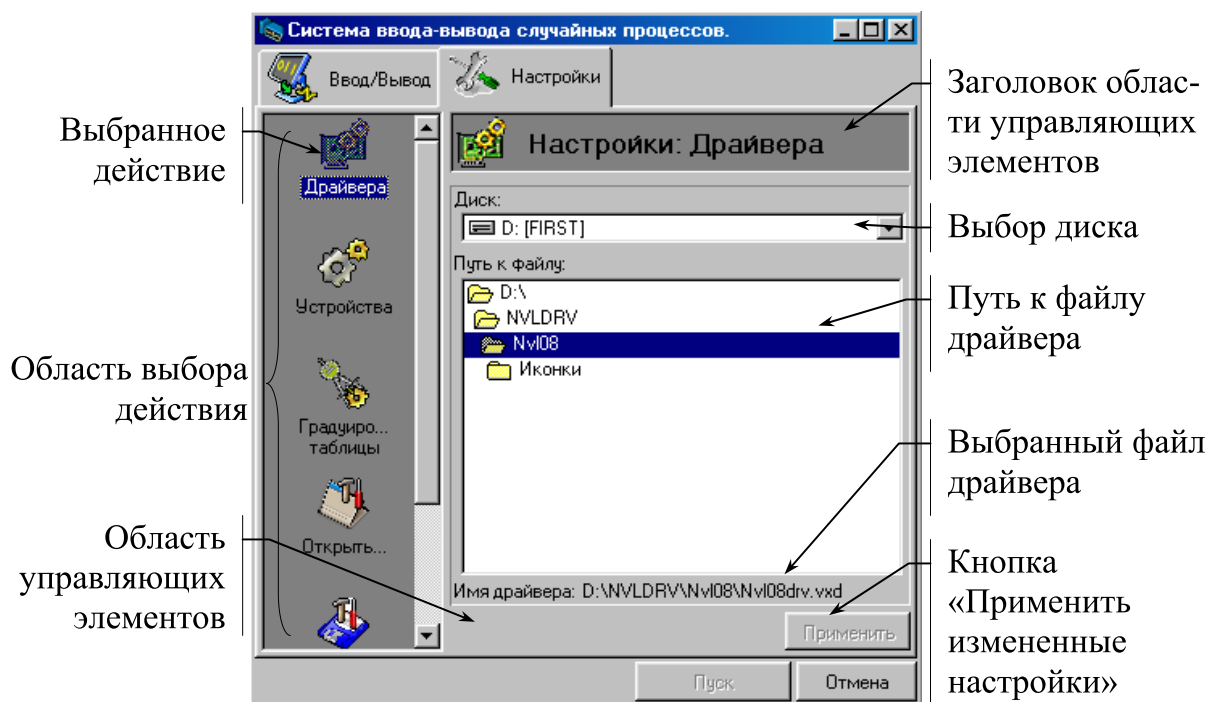 Система ввода-вывода случайных процессов.
Ввод/Вывод
Настройки
Выбранное
действие
Область выбора
действия
Область
управляющих
элементов
Драйвера
Устройства
Градуиро...
таблицы
Открыть...
Настройки: Драйвера
Диск:
D: [FIRST]
Путь к файлу:
D:\
NVLDRV
Nvl08
Иконки
Имя драйвера: D:\NVLDRV\Nvl08\Nvl08drv.vxd
Применить
Пуск
Отмена
Заголовок облас-
ти управляющих
элементов
Выбор диска
Путь к файлу
драйвера
Выбранный файл
драйвера
Кнопка
«Применить
измененные
настройки»